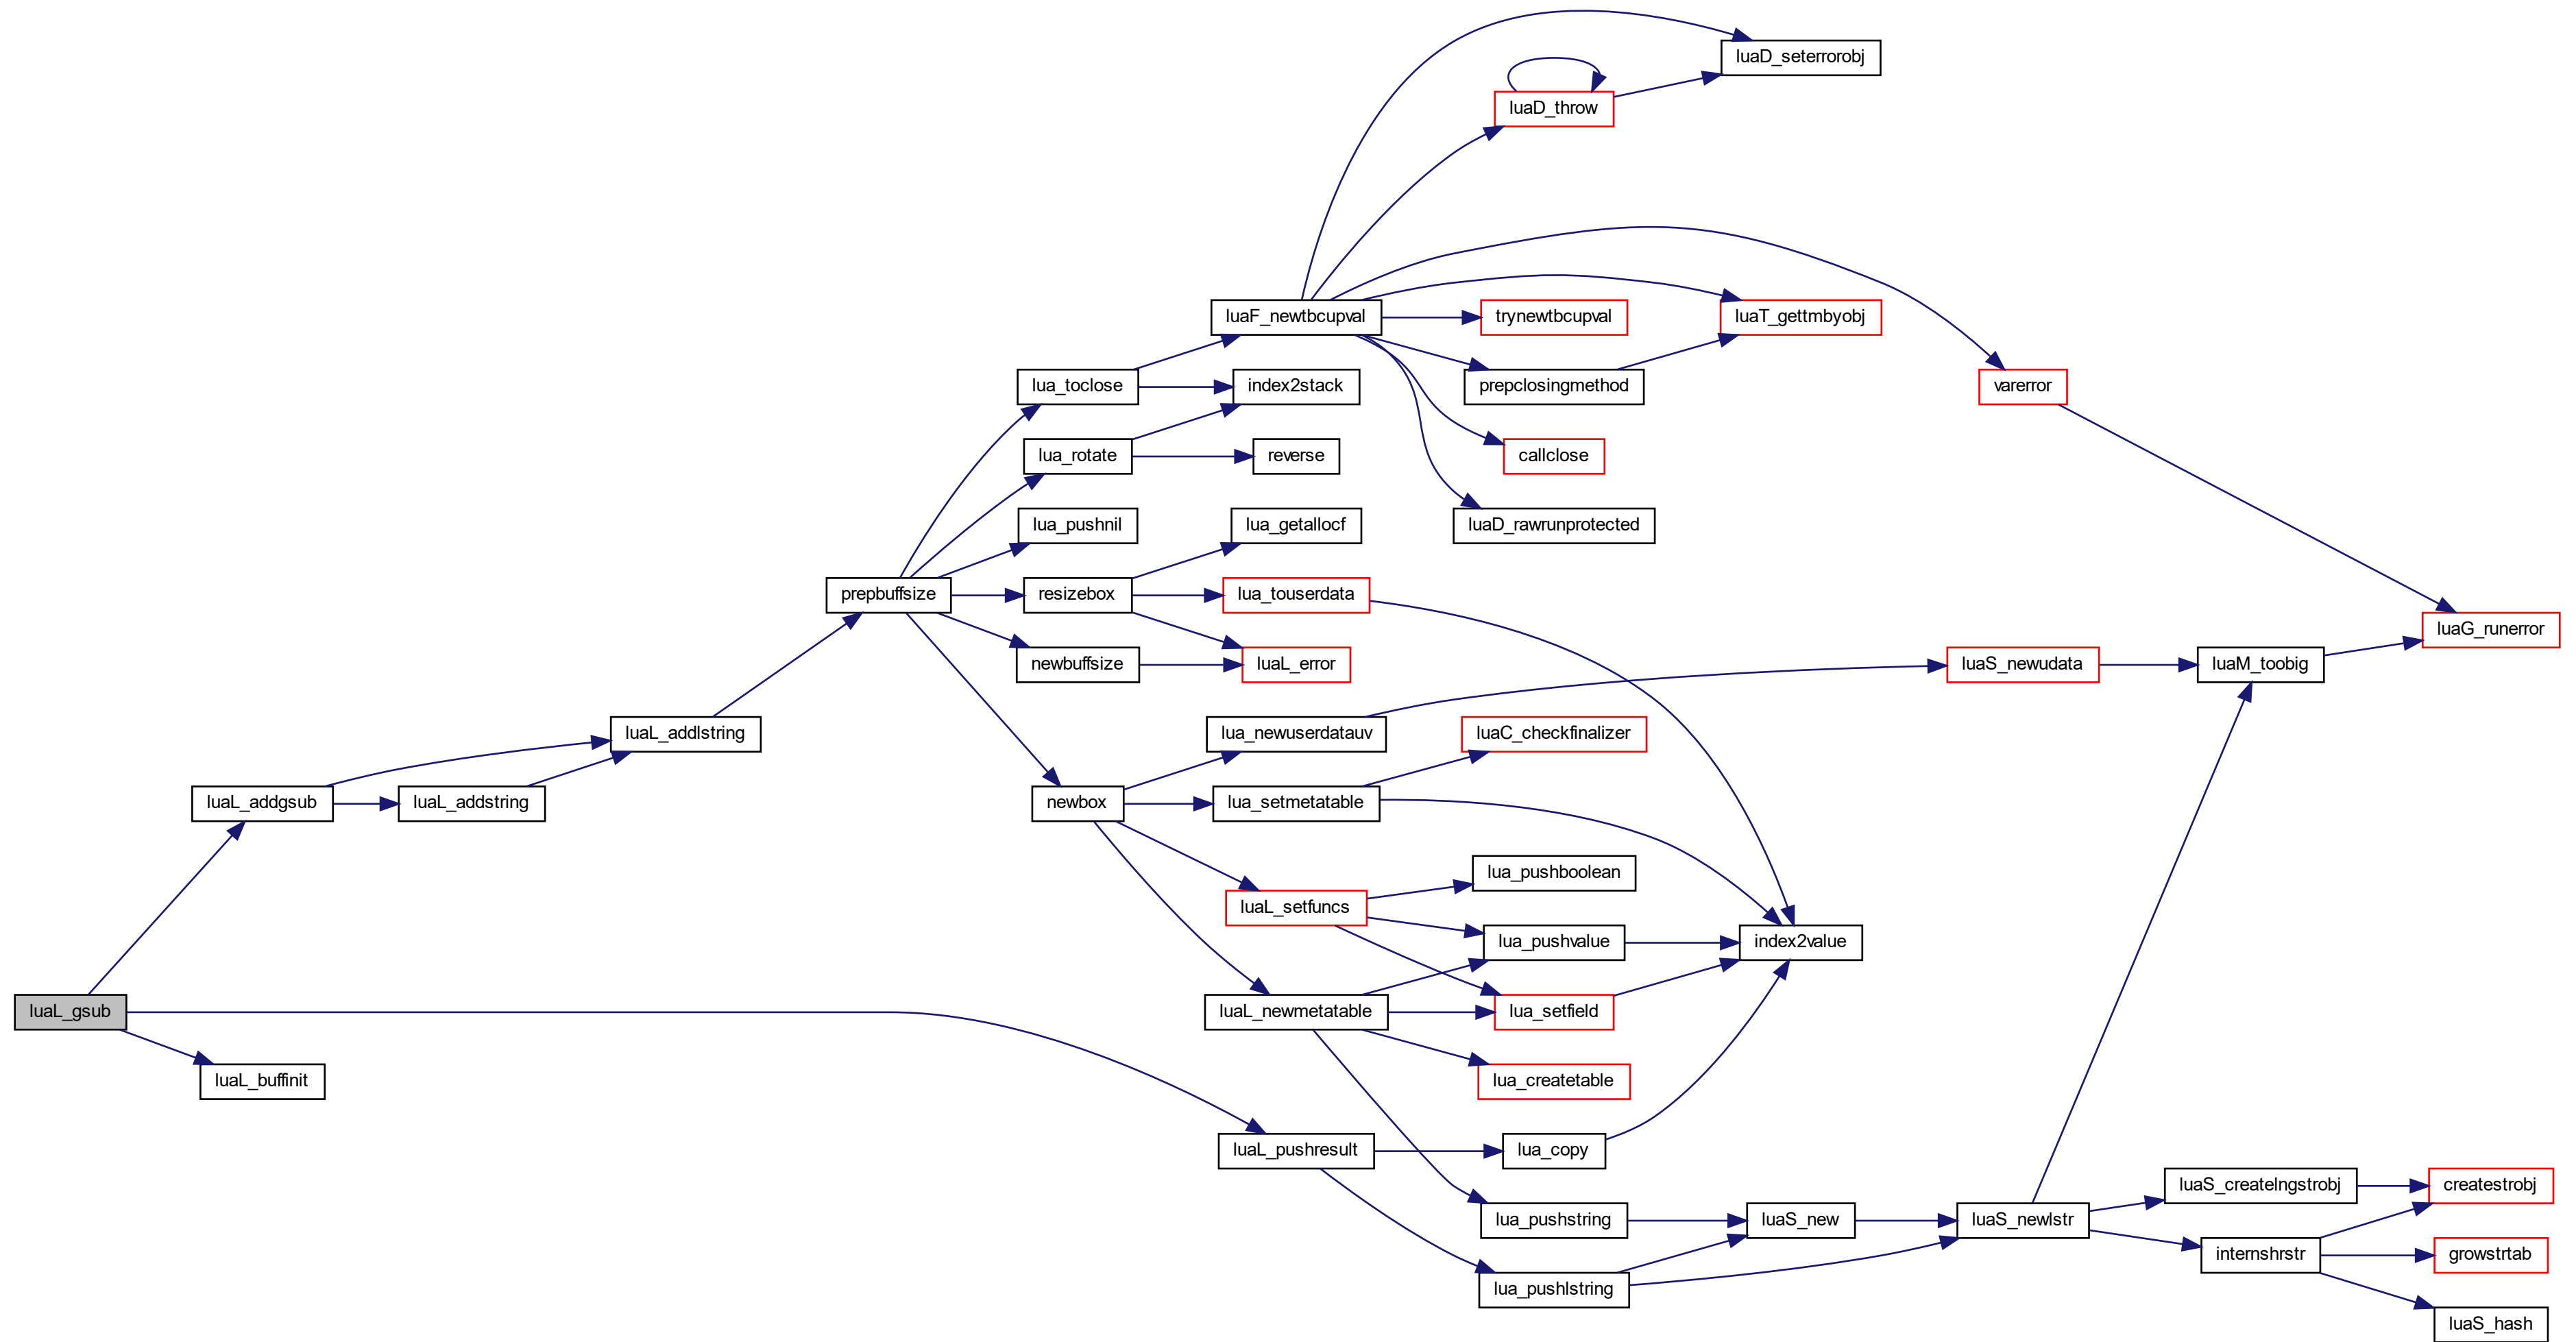 luaD_seterrorobj
luaD_throw
luaF_newtbcupval
trynewtbcupval
luaT_gettmbyobj
lua_toclose
index2stack
prepclosingmethod
varerror
lua_rotate
reverse
callclose
lua_pushnil
lua_getallocf
luaD_rawrunprotected
prepbuffsize
resizebox
lua_touserdata
luaG_runerror
newbuffsize
luaL_error
luaS_newudata
luaM_toobig
luaL_addlstring
lua_newuserdatauv
luaC_checkfinalizer
luaL_addgsub
luaL_addstring
newbox
lua_setmetatable
lua_pushboolean
luaL_setfuncs
lua_pushvalue
index2value
luaL_gsub
luaL_newmetatable
lua_setfield
luaL_buffinit
lua_createtable
luaL_pushresult
lua_copy
luaS_createlngstrobj
createstrobj
lua_pushstring
luaS_new
luaS_newlstr
internshrstr
growstrtab
lua_pushlstring
luaS_hash